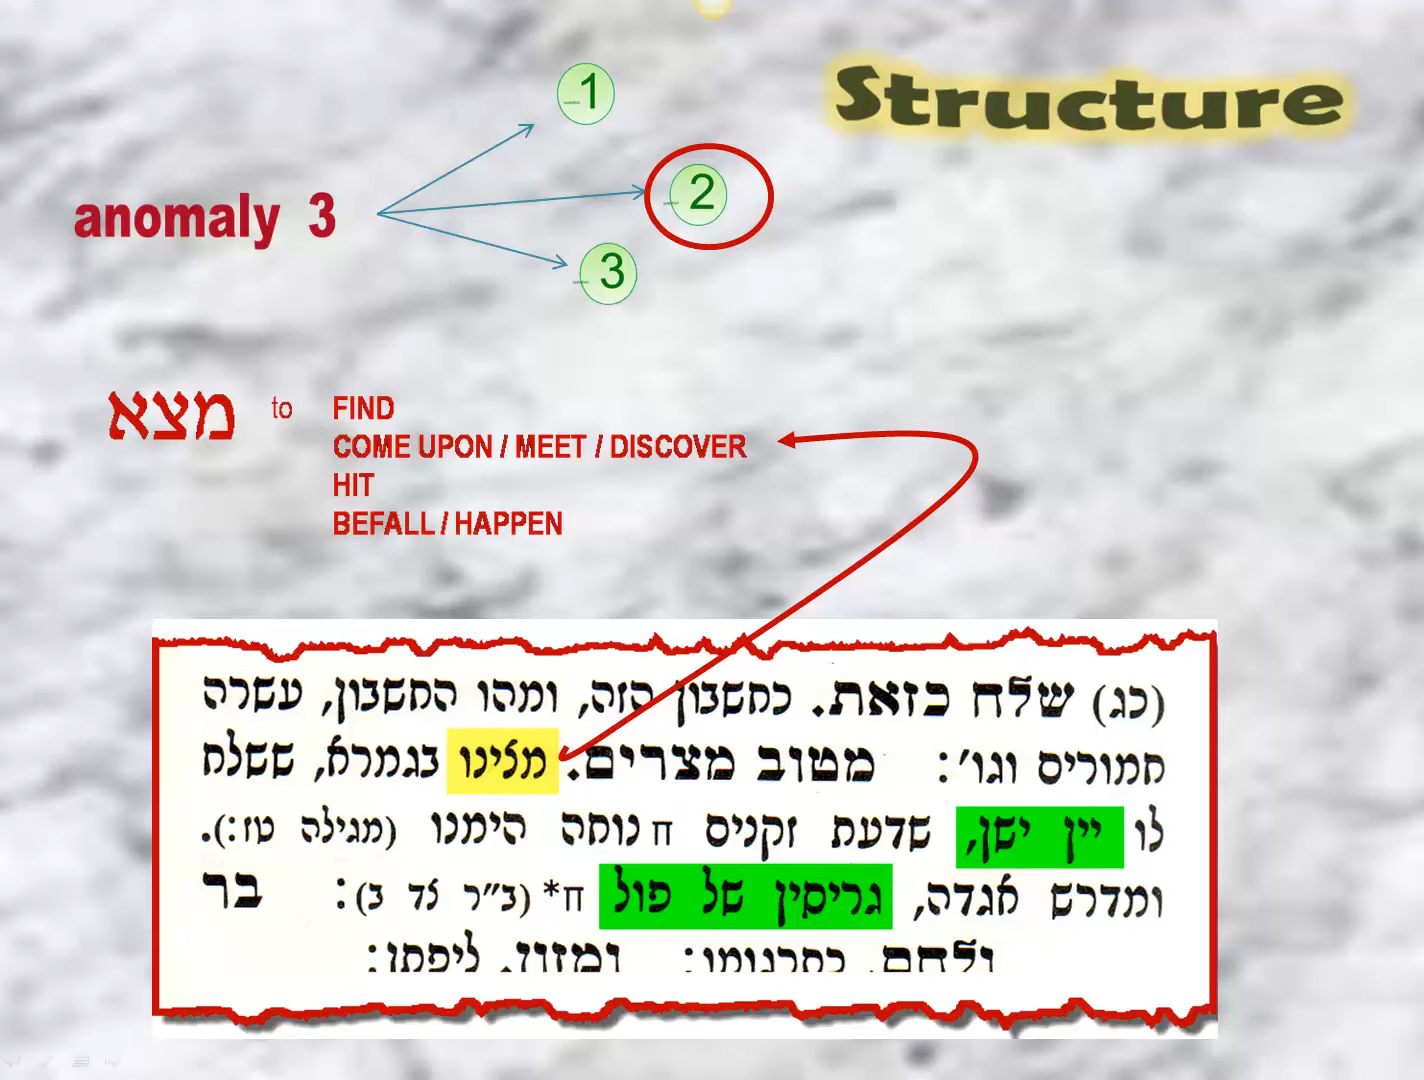 Structure
1
anomaly 3
2
3
מצא to FIND
COME UPON / MEET / DISCOVER
HIT
BEFALL / HAPPEN
(כג) שלח כזאת. כחשבון הזה, ומהו החשבון, עשרה
חמורים וגו': מטוב מצרים. מצינו בגמרא, ששלח
לו יין ישן, שדעת זקנים ח נוחה הימנו (מגילה טז:).
ומדרש אגדה, גריסין של פול ח* (ב"ר צד ב): בר
ולחם. כתרגומו: ומזון. ליפתן: